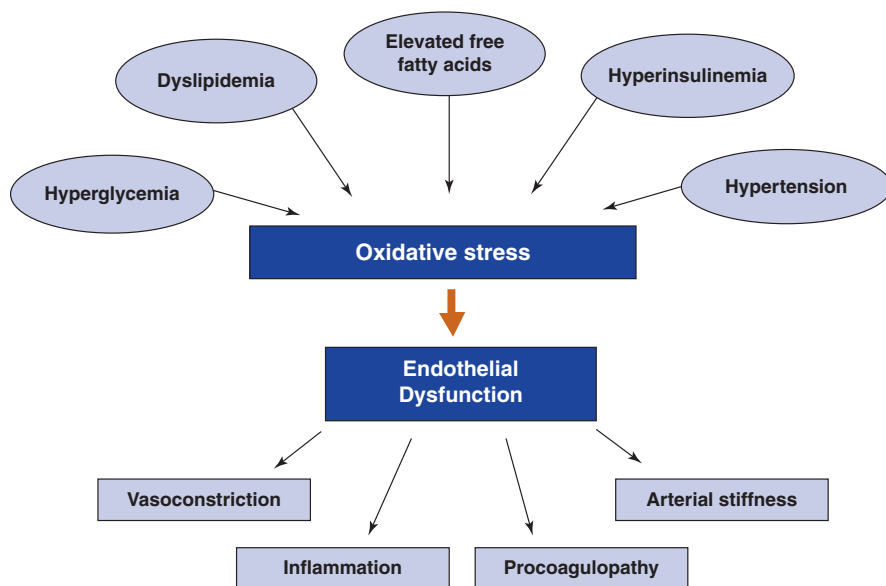 Elevated free
fatty acids
Dyslipidemia
Hyperinsulinemia
Hyperglycemia
Hypertension
Oxidative stress
Endothelial
Dysfunction
Vasoconstriction
Arterial stiffness
Inflammation
Procoagulopathy